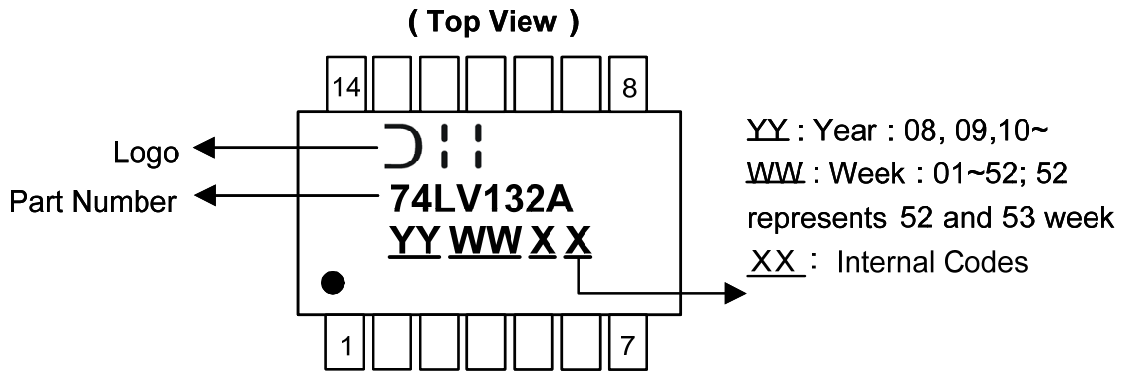 ( Top View )
14
8
Logo
Part Number
74LV132A
YY WW X X
1
7
YY : Year : 08, 09,10~
WW : Week : 01~52; 52
represents 52 and 53 week
XX : Internal Codes